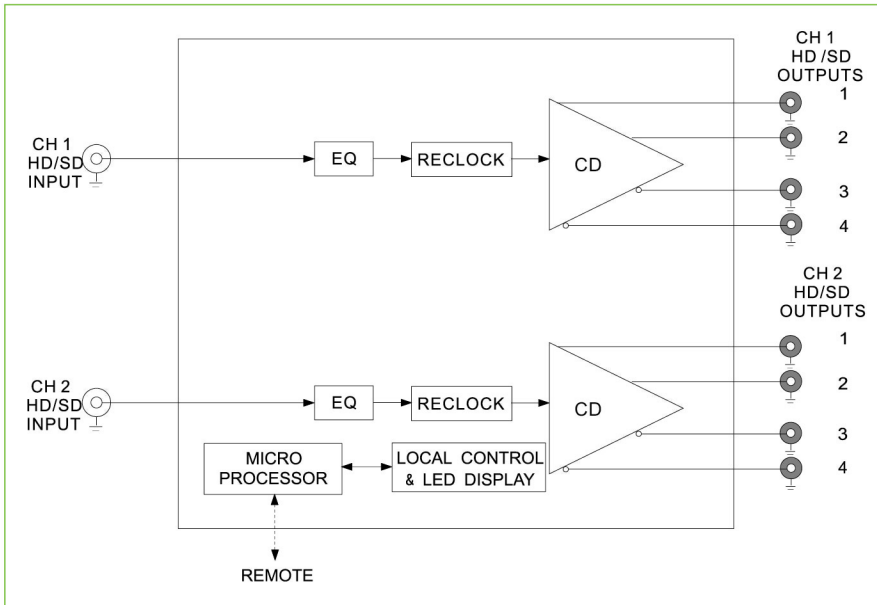 CH 1
HD /SD
OUTPUTS
1
2
3
4
CH 1
HD/SD
INPUT
EQ
RECLOCK
CD
CH 2
HD/SD
OUTPUTS
1
2
3
4
CH 2
HD/SD
INPUT
EQ
RECLOCK
CD
MICRO
PROCESSOR
LOCAL CONTROL
& LED DISPLAY
REMOTE